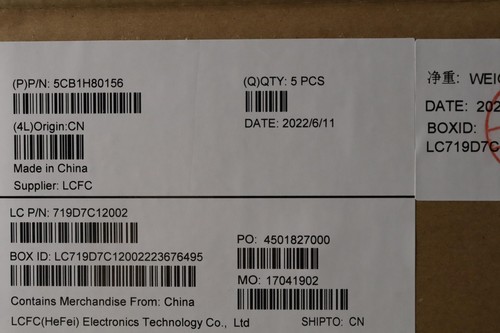 (P)P/N: 5CB1H80156
(Q)QTY: 5 PCS
(4L)Origin:CN
DATE: 2022/6/11
Made in China
Supplier: LCFC
LC P/N: 719D7C12002
BOX ID: LC719D7C12002223676495
PO: 4501827000
MO: 17041902
Contains Merchandise From: China
LCFC(HeFei) Electronics Technology Co., Ltd
SHIPTO: CN
净重: WEI
DATE: 202
BOXID:
LC719D7C